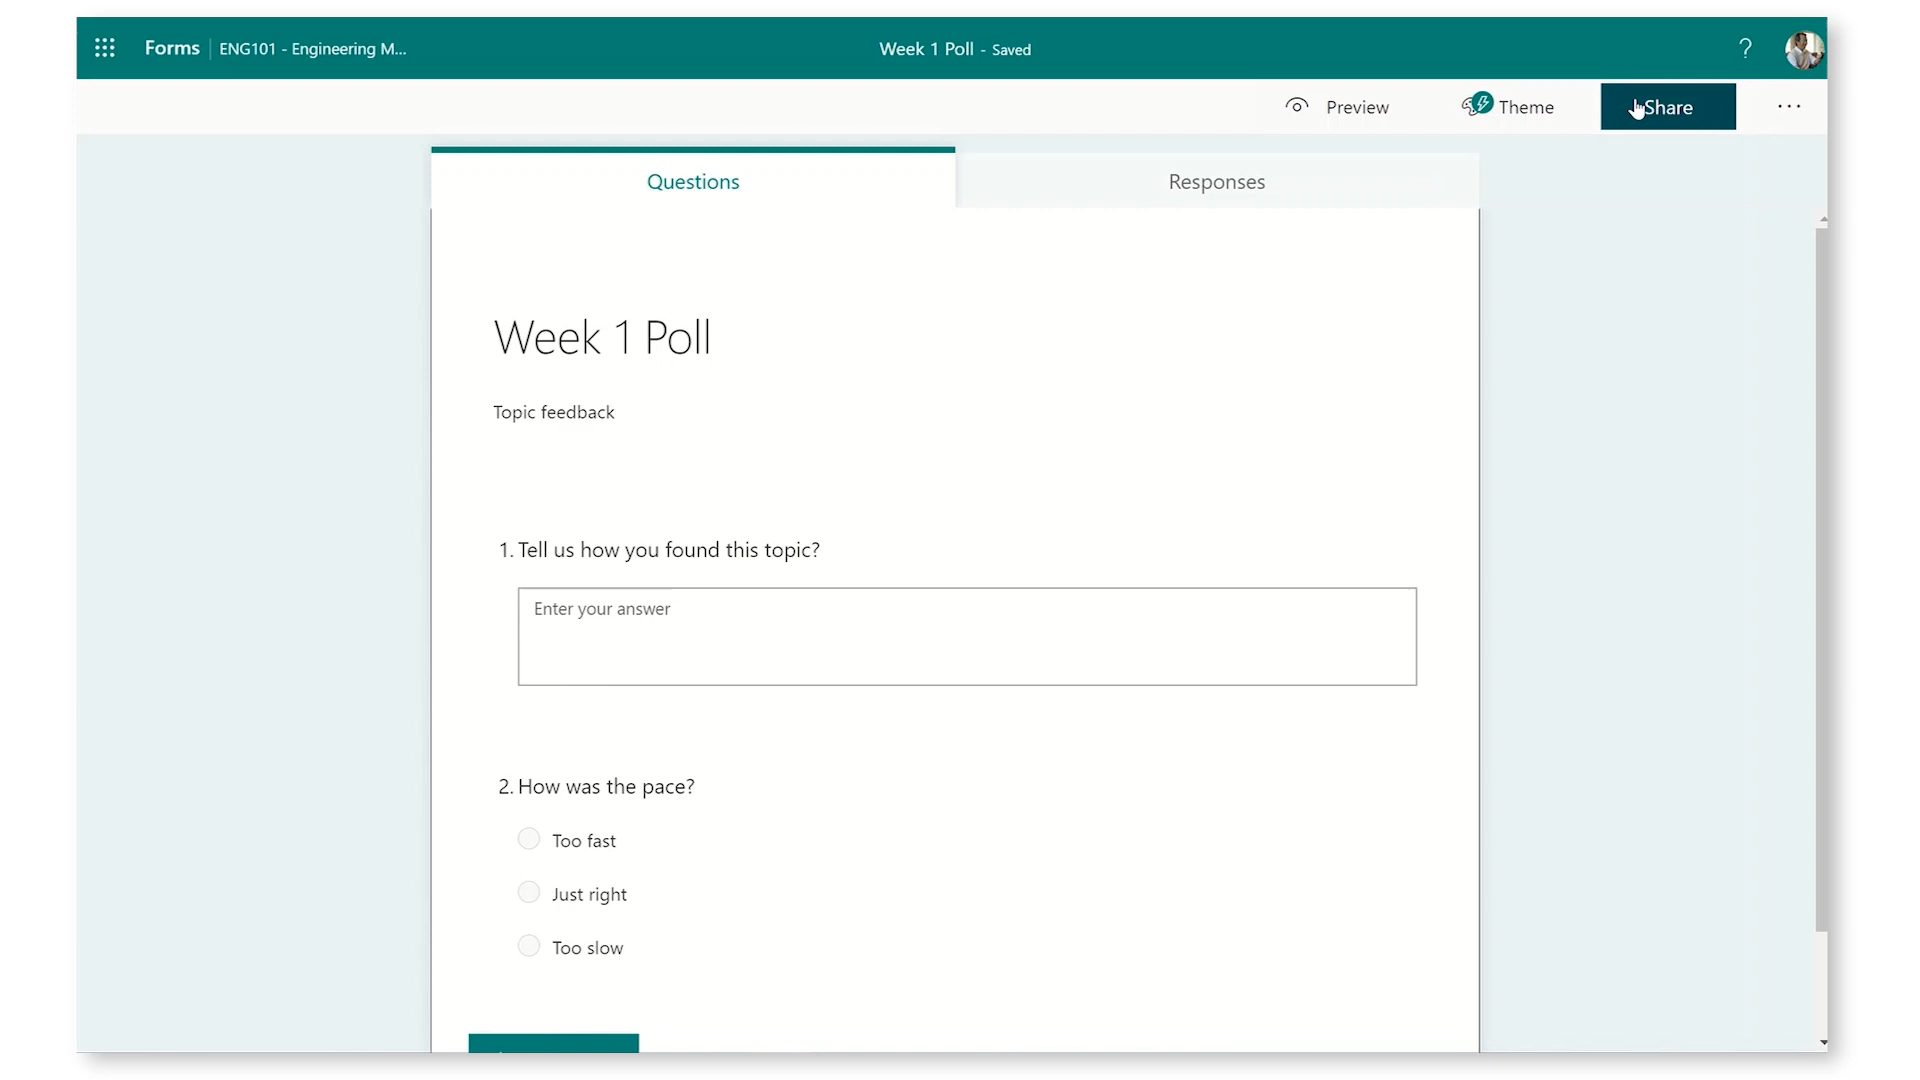 Forms ENG101 - Engineering M... Week 1 Poll - Saved ?
Preview Theme Share ...
Questions Responses
Week 1 Poll
Topic feedback
1. Tell us how you found this topic?
Enter your answer
2. How was the pace?
Too fast
Just right
Too slow